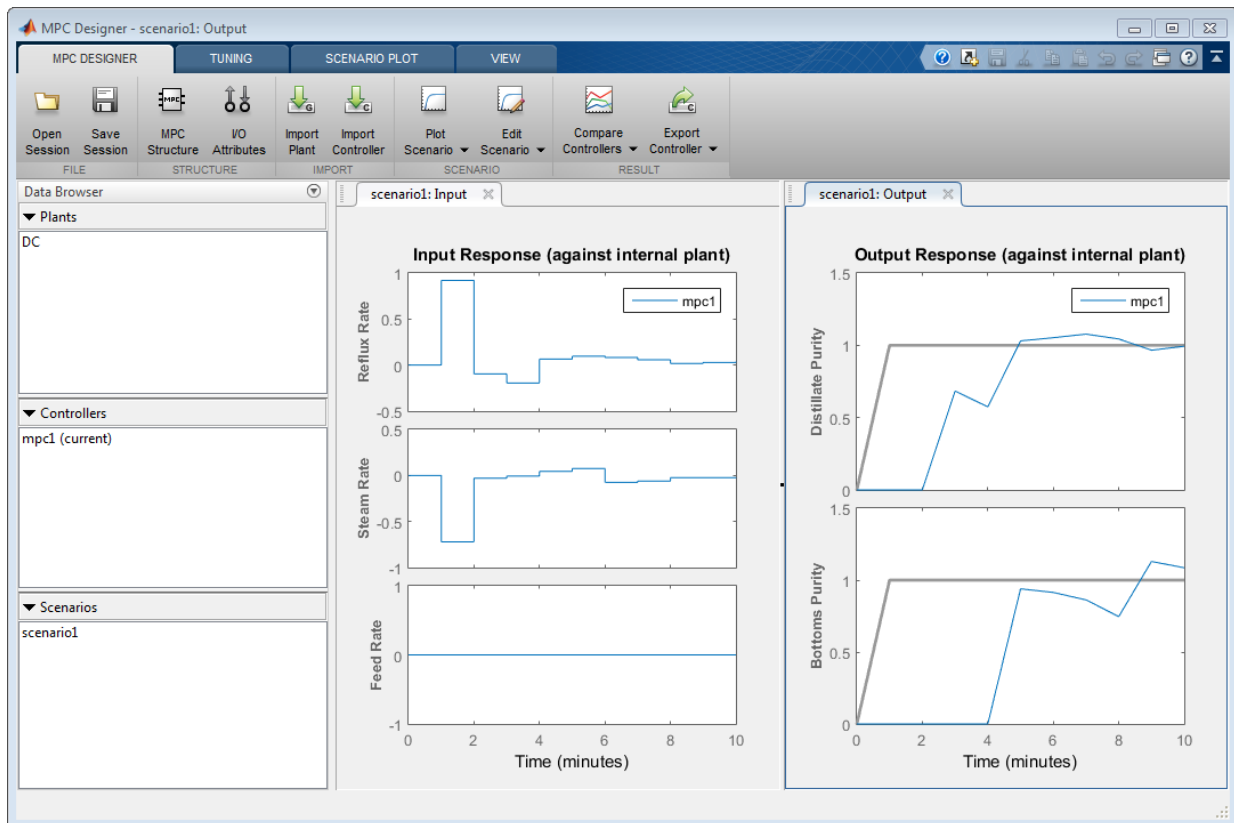 MPC Designer - scenario1: Output
MPC DESIGNER TUNING SCENARIO PLOT VIEW
Open Session
Save Session
MPC Structure
I/O Attributes
Import Plant
Import Controller
Plot Scenario
Edit Scenario
Compare Controllers
Export Controller
FILE STRUCTURE IMPORT SCENARIO RESULT
Data Browser
Plants
DC
Controllers
mpc1 (current)
Scenarios
scenario1
scenario1: Input
Input Response (against internal plant)
mpc1
Reflux Rate
1
0.5
0
-0.5
Steam Rate
0.5
0
-0.5
-1
Feed Rate
1
0
-1
0 2 4 6 8 10
Time (minutes)
scenario1: Output
Output Response (against internal plant)
mpc1
Distillate Purity
1.5
1
0.5
0
Bottoms Purity
1.5
1
0.5
0
0 2 4 6 8 10
Time (minutes)